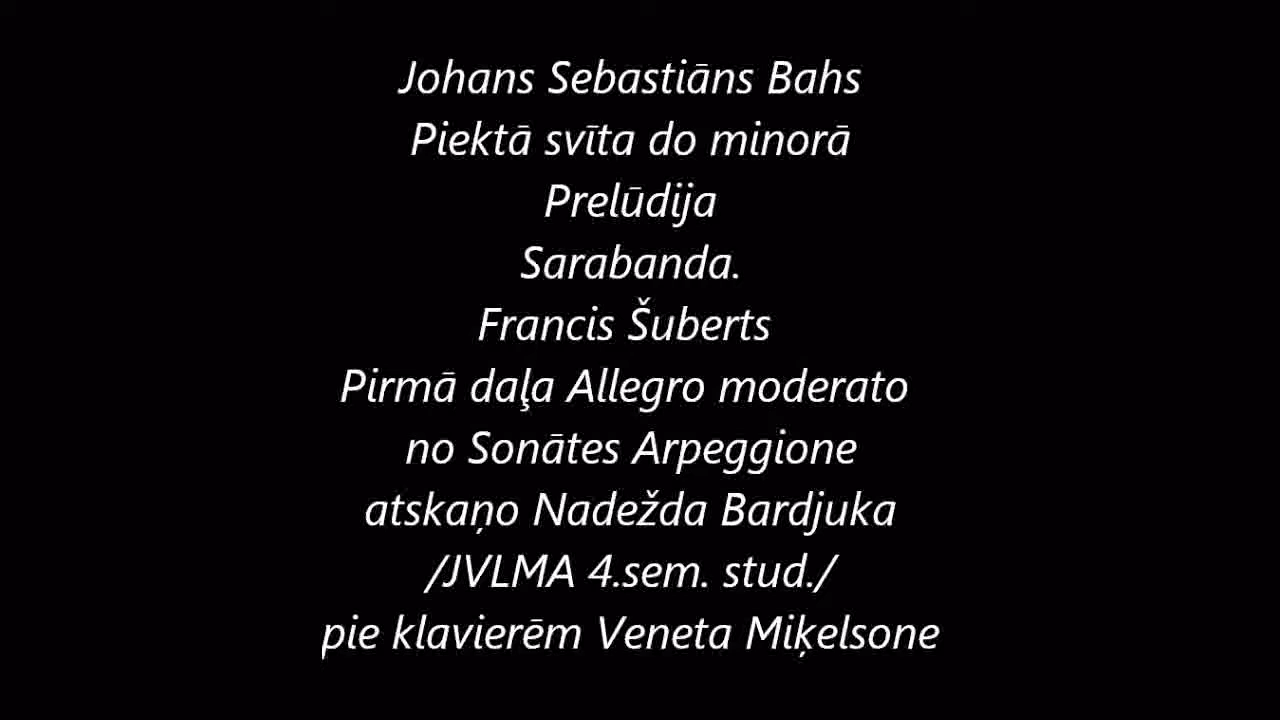 Johans Sebastiāns Bahs
Piektā svīta do minorā
Prelūdija
Sarabanda.
Francis Šuberts
Pirmā daļa Allegro moderato
no Sonātes Arpeggione
atskaņo Nadežda Bardjuka
/JVLMA 4.sem. stud./
pie klavierēm Veneta Miķelsone